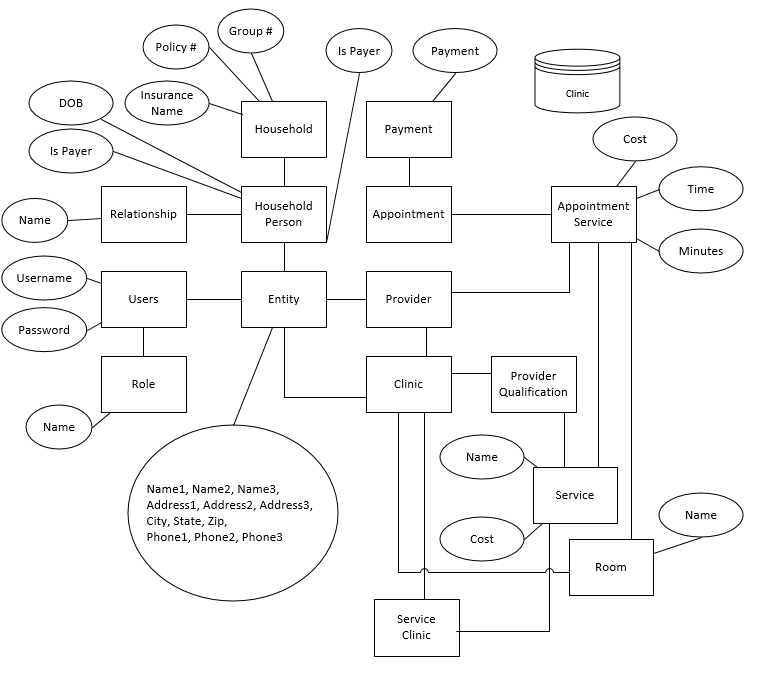 Group #
Policy #
Is Payer
Payment
Clinic
DOB
Insurance
Name
Household
Payment
Cost
Is Payer
Time
Name
Relationship
Household
Person
Appointment
Appointment
Service
Minutes
Username
Users
Entity
Provider
Password
Role
Clinic
Provider
Qualification
Name
Name
Name1, Name2, Name3,
Address1, Address2, Address3,
City, State, Zip,
Phone1, Phone2, Phone3
Service
Name
Cost
Room
Service
Clinic